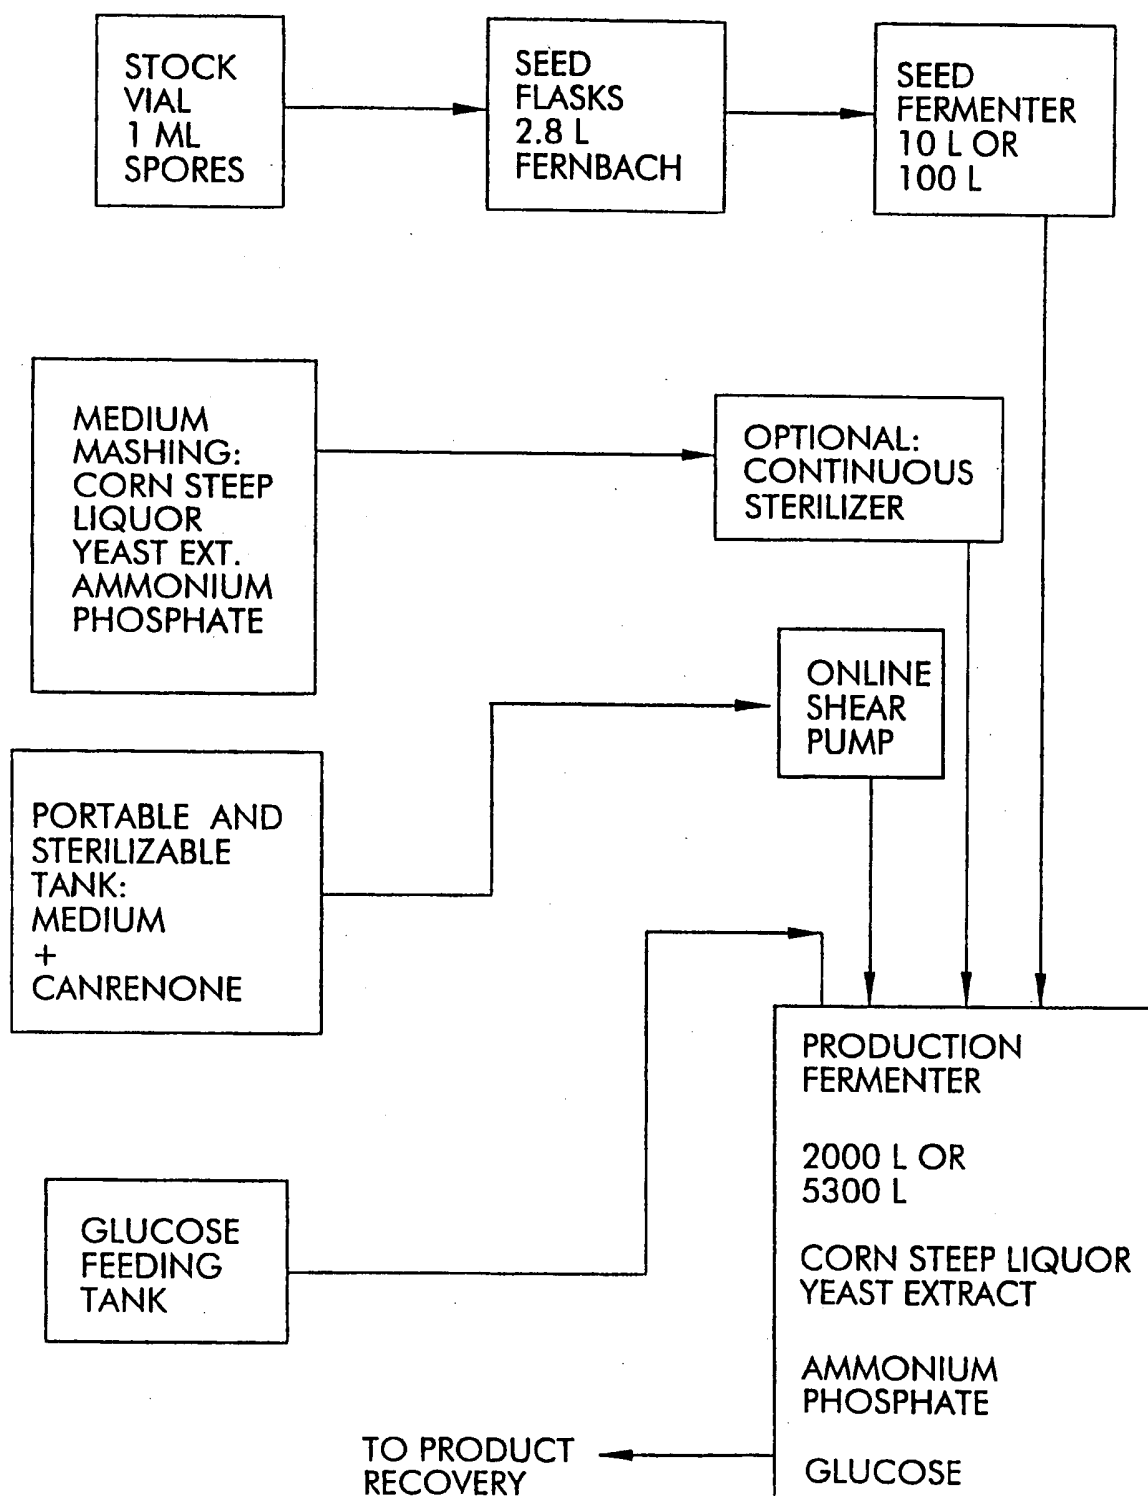 STOCK
VIAL
1 ML
SPORES
SEED
FLASKS
2.8 L
FERNBACH
SEED
FERMENTER
10 L OR
100 L
MEDIUM
MASHING:
CORN STEEP
LIQUOR
YEAST EXT.
AMMONIUM
PHOSPHATE
OPTIONAL:
CONTINUOUS
STERILIZER
ONLINE
SHEAR
PUMP
PORTABLE AND
STERILIZABLE
TANK:
MEDIUM
+
CANRENONE
GLUCOSE
FEEDING
TANK
PRODUCTION
FERMENTER
2000 L OR
5300 L
CORN STEEP LIQUOR
YEAST EXTRACT
AMMONIUM
PHOSPHATE
GLUCOSE
TO PRODUCT
RECOVERY